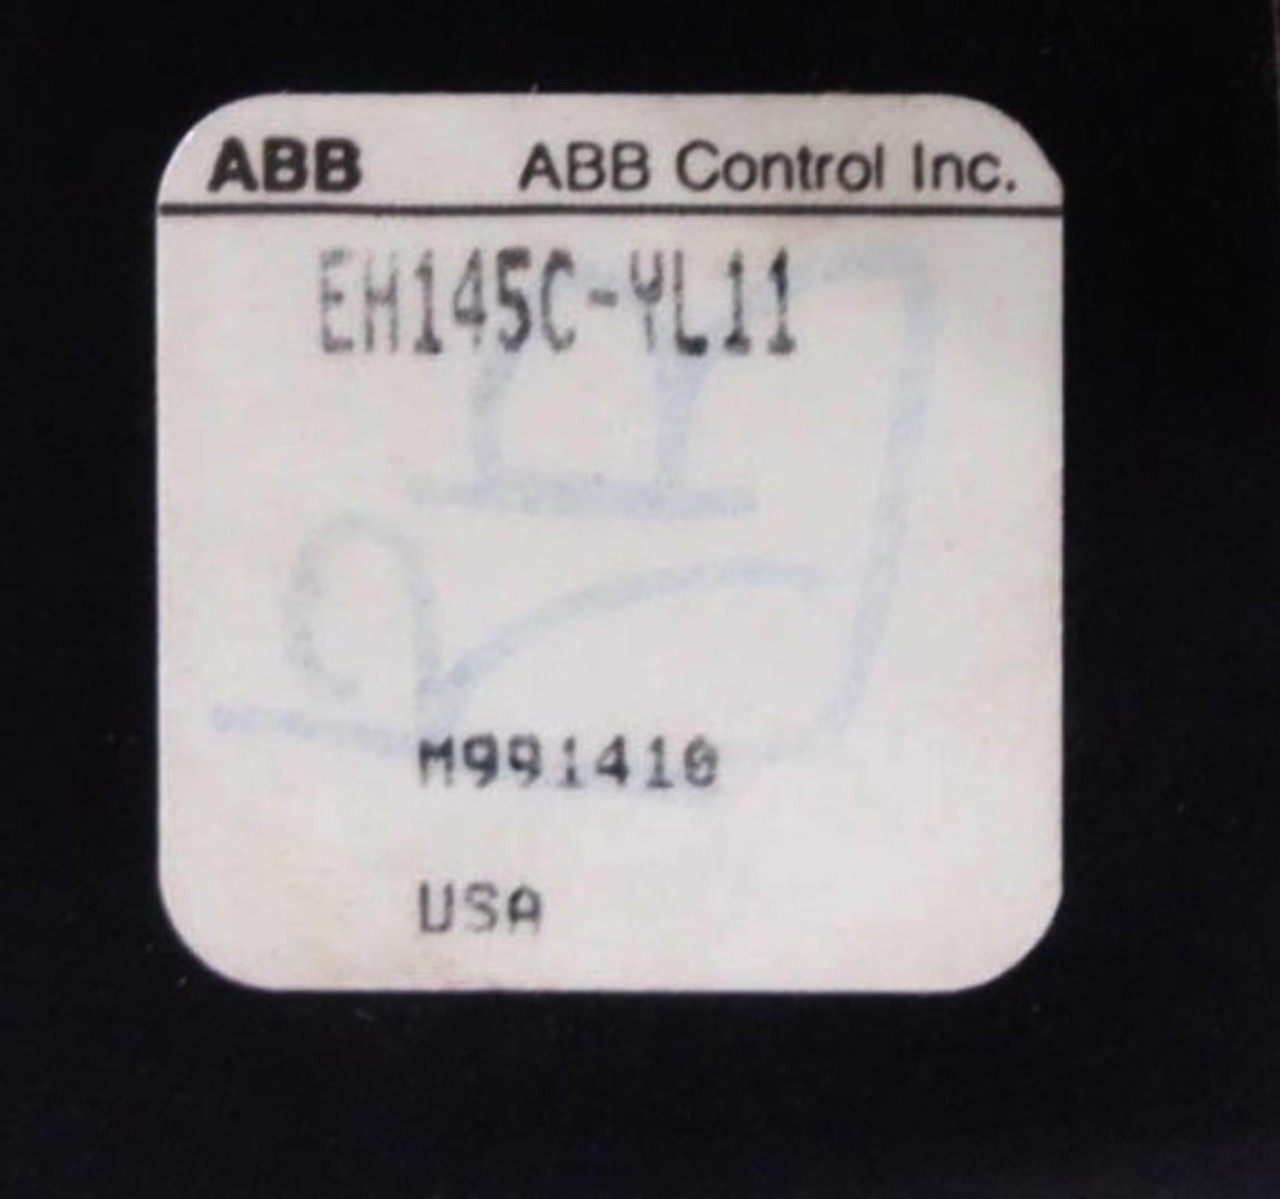 ABB ABB Control Inc.
EH145C-YL11
M991410
USA